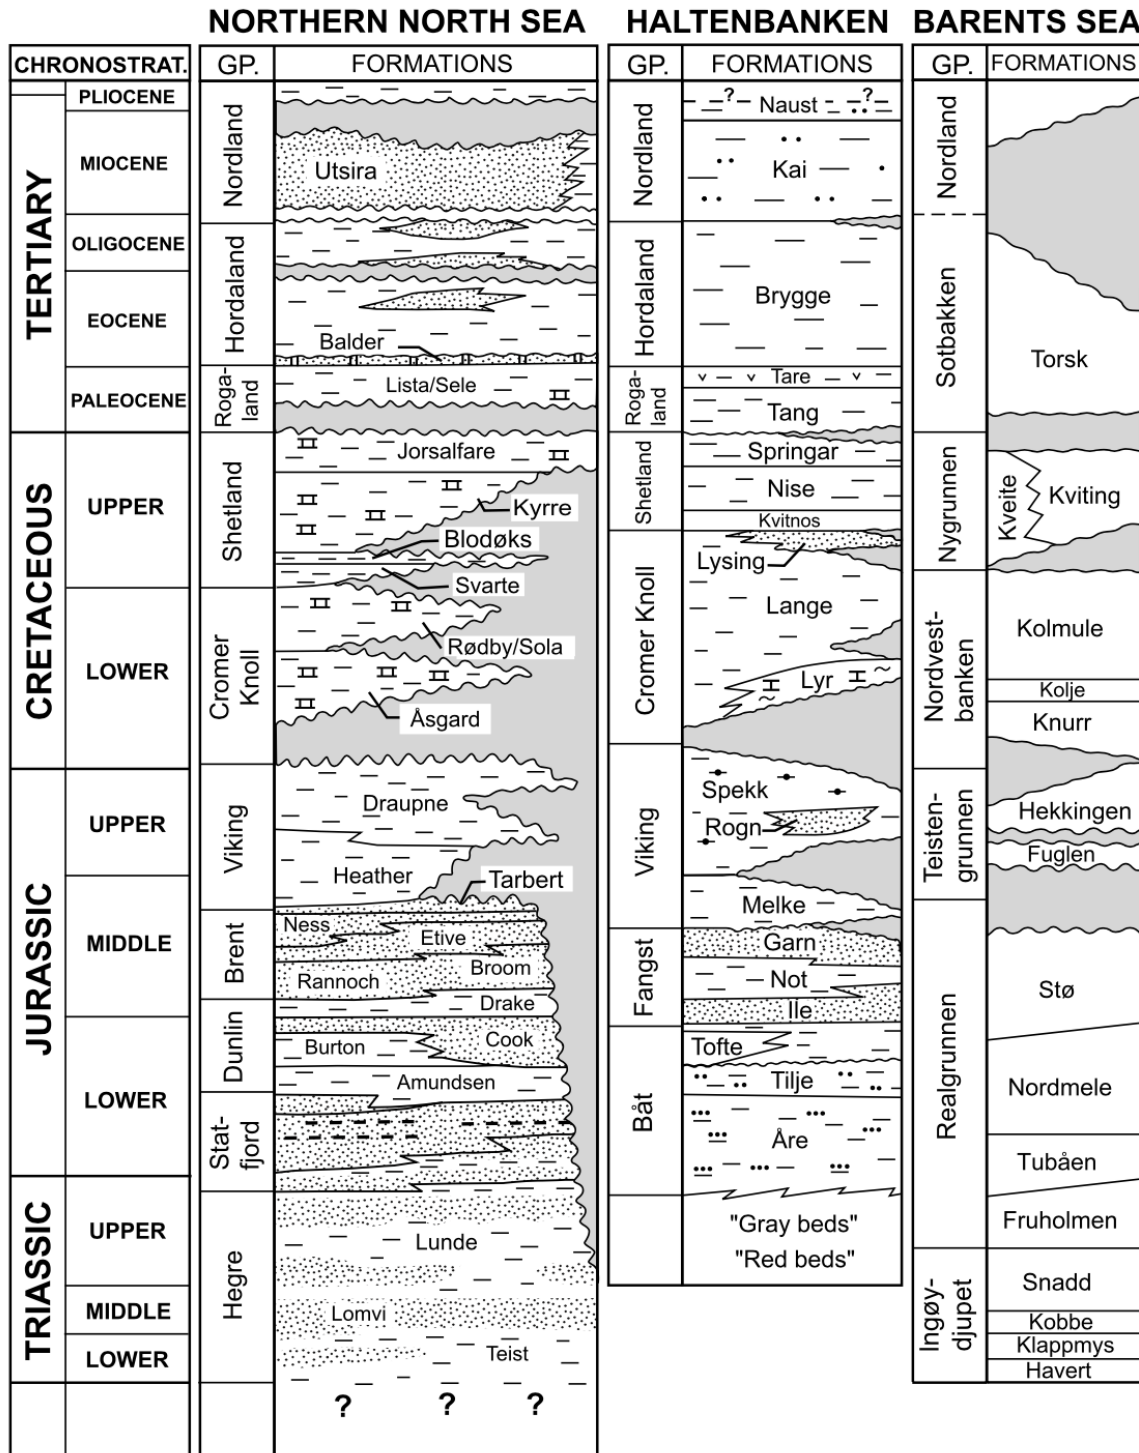 NORTHERN NORTH SEA
HALTENBANKEN
BARENTS SEA
CHRONOSTRAT.
GP.
FORMATIONS
GP.
FORMATIONS
GP.
FORMATIONS
TERTIARY
PLIOCENE
MIOCENE
OLIGOCENE
EOCENE
PALEOCENE
CRETACEOUS
UPPER
LOWER
JURASSIC
UPPER
MIDDLE
LOWER
TRIASSIC
UPPER
MIDDLE
LOWER
Nordland
Utsira
Hordaland
Balder
Roga-
land
Lista/Sele
Shetland
Jorsalfare
Kyrre
Blodøks
Svarte
Cromer
Knoll
Rødby/Sola
Åsgard
Viking
Draupne
Heather
Tarbert
Brent
Ness
Etive
Rannoch
Broom
Dunlin
Drake
Burton
Cook
Amundsen
Stat-
fjord
Hegre
Lunde
Lomvi
Teist
? ? ?
Nordland
? ?
Naust
Kai
Hordaland
Brygge
Roga-
land
Tare
Tang
Shetland
Springar
Nise
Kvitnos
Cromer Knoll
Lysing
Lange
Lyr
Viking
Spekk
Rogn
Melke
Fangst
Garn
Not
Ile
Båt
Tofte
Tilje
Åre
"Gray beds"
"Red beds"
Nordland
Sotbakken
Torsk
Nygrunnen
Kveite
Kviting
Nordvest-
banken
Kolmule
Kolje
Knurr
Teisten-
grunnen
Hekkingen
Fuglen
Realgrunnen
Stø
Nordmele
Tubåen
Fruholmen
Ingøy-
djupet
Snadd
Kobbe
Klappmys
Havert